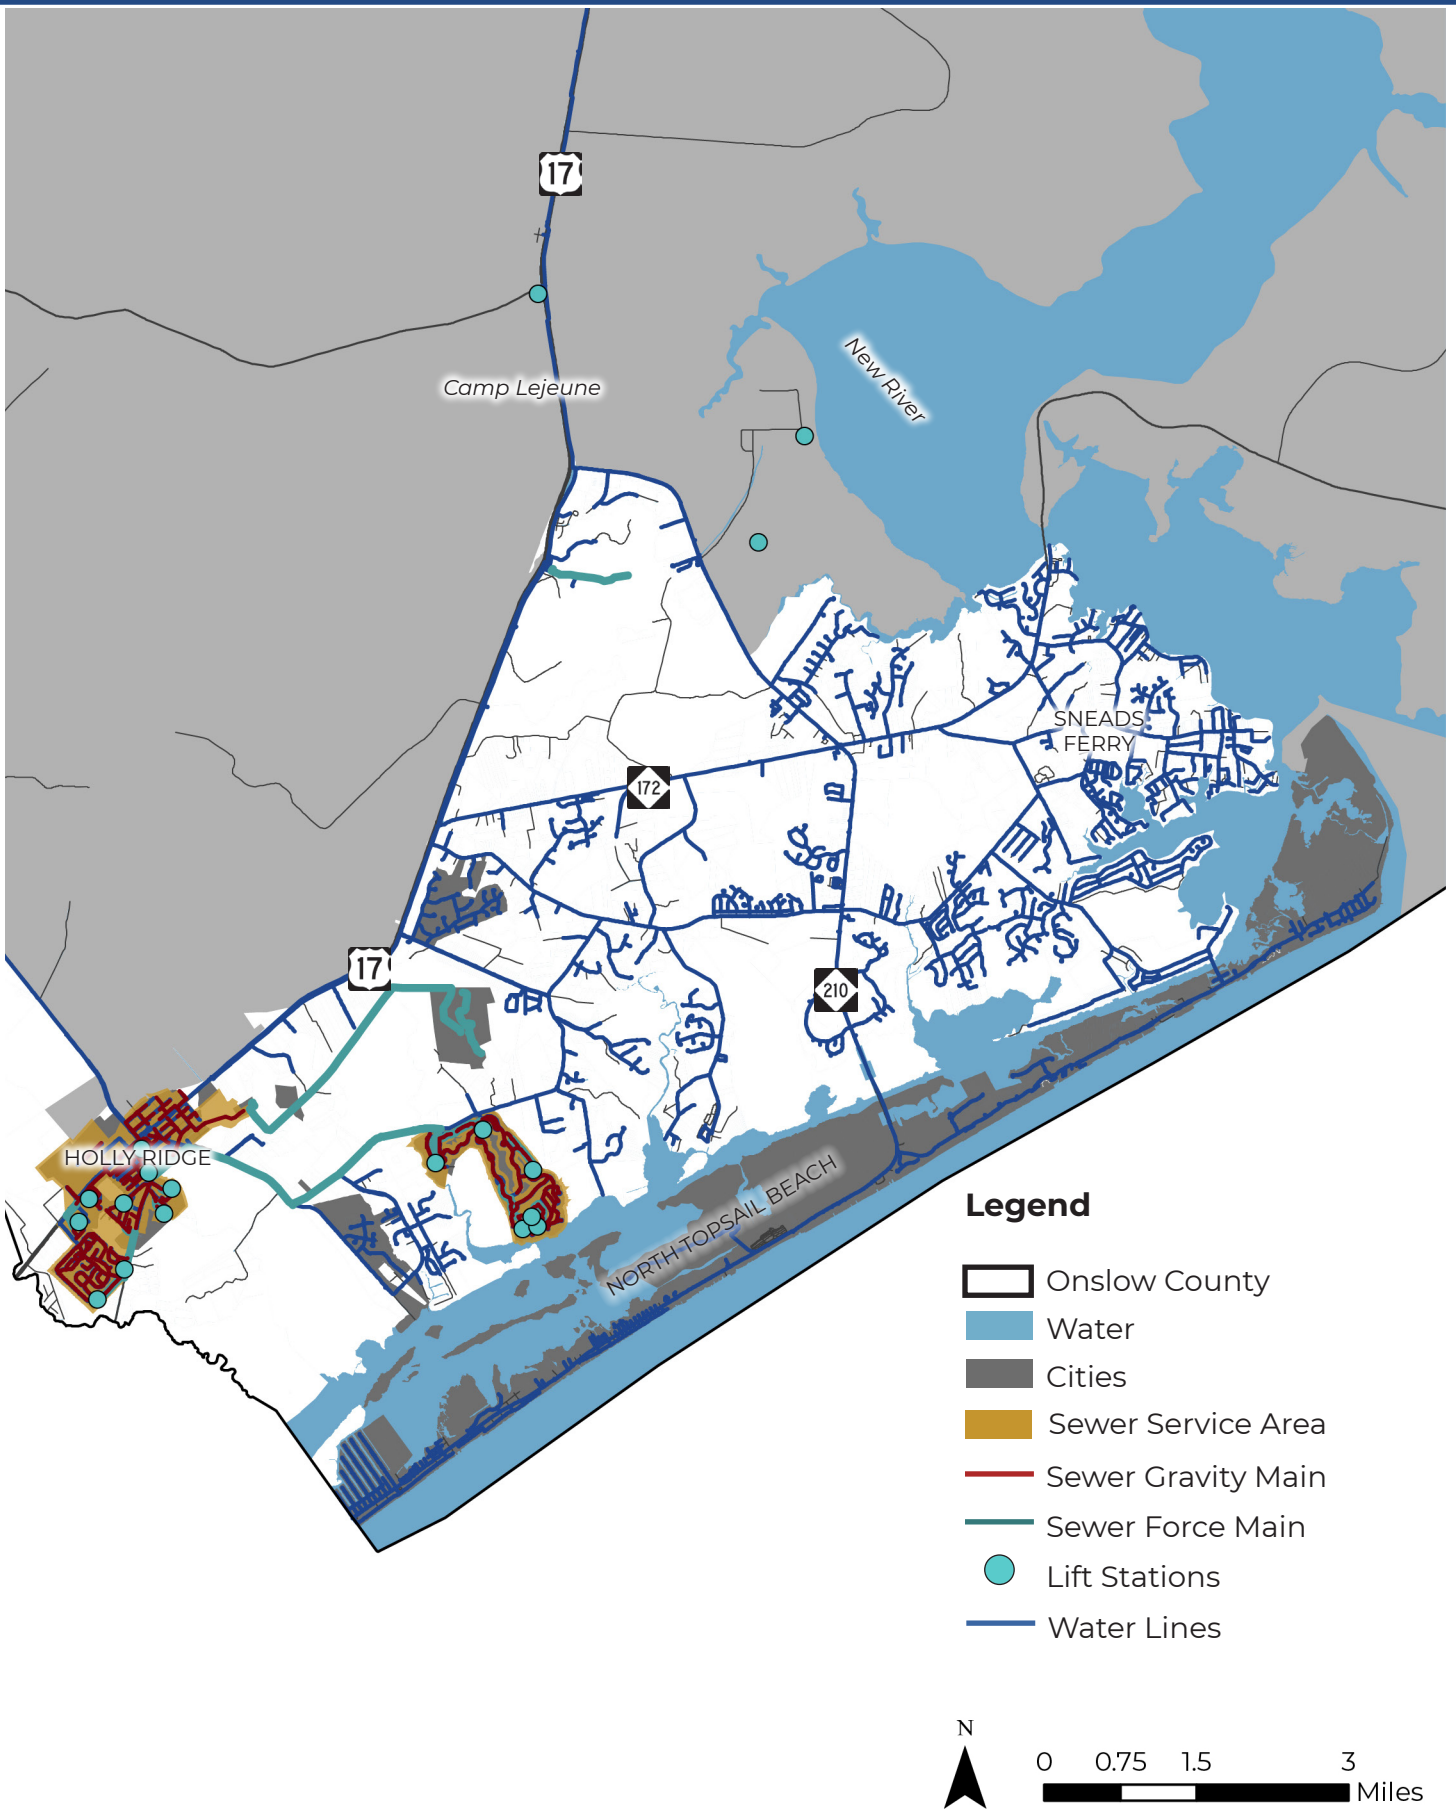 17
Camp Lejeune
New River
SNEADS
FERRY
172
17
210
HOLLY RIDGE
NORTH TOPSAIL BEACH
Legend
Onslow County
Water
Cities
Sewer Service Area
Sewer Gravity Main
Sewer Force Main
Lift Stations
Water Lines
N
0 0.75 1.5 3
Miles